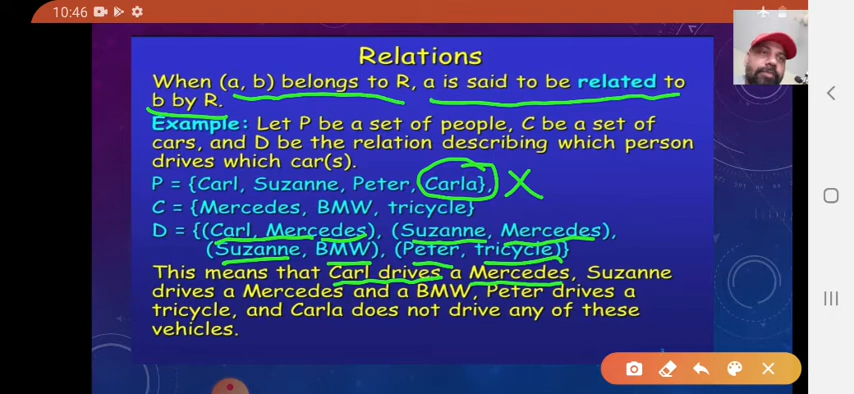 10:46
Relations
When (a, b) belongs to R, a is said to be related to
b by R.
Example: Let P be a set of people, C be a set of
cars, and D be the relation describing which person
drives which car(s).
P = {Carl, Suzanne, Peter, Carla},
C = {Mercedes, BMW, tricycle}
D = {(Carl, Mercedes), (Suzanne, Mercedes),
(Suzanne, BMW), (Peter, tricycle)}
This means that Carl drives a Mercedes, Suzanne
drives a Mercedes and a BMW, Peter drives a
tricycle, and Carla does not drive any of these
vehicles.